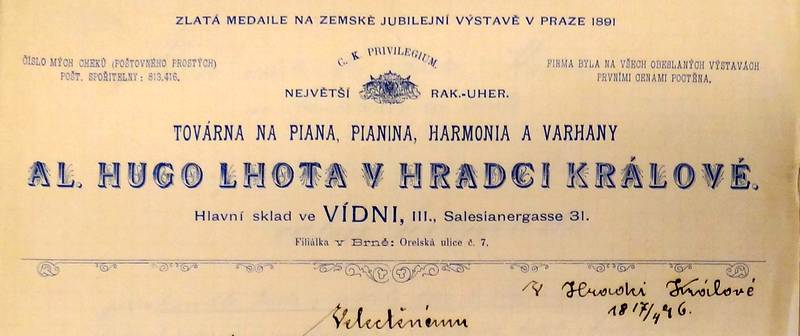 ZLATÁ MEDAILE NA ZEMSKÉ JUBILEJNÍ VÝSTAVĚ V PRAZE 1891
C. K. PRIVILEGIUM.
ČÍSLO MÝCH CHEKŮ (POŠTOVNÉHO PROSTÝCH)
POŠT. SPOŘITELNY: 813.416.
FIRMA BYLA NA VŠECH OBESLANÝCH VÝSTAVÁCH
PRVNÍMI CENAMI POCTĚNA.
NEJVĚTŠÍ RAK.-UHER.
TOVÁRNA NA PIANA, PIANINA, HARMONIA A VARHANY
AL. HUGO LHOTA V HRADCI KRÁLOVÉ.
Hlavní sklad ve VÍDNI, III., Salesianergasse 31.
Filiálka v Brně: Orelská ulice č. 7.
V Hradci Králové
Velectěnému